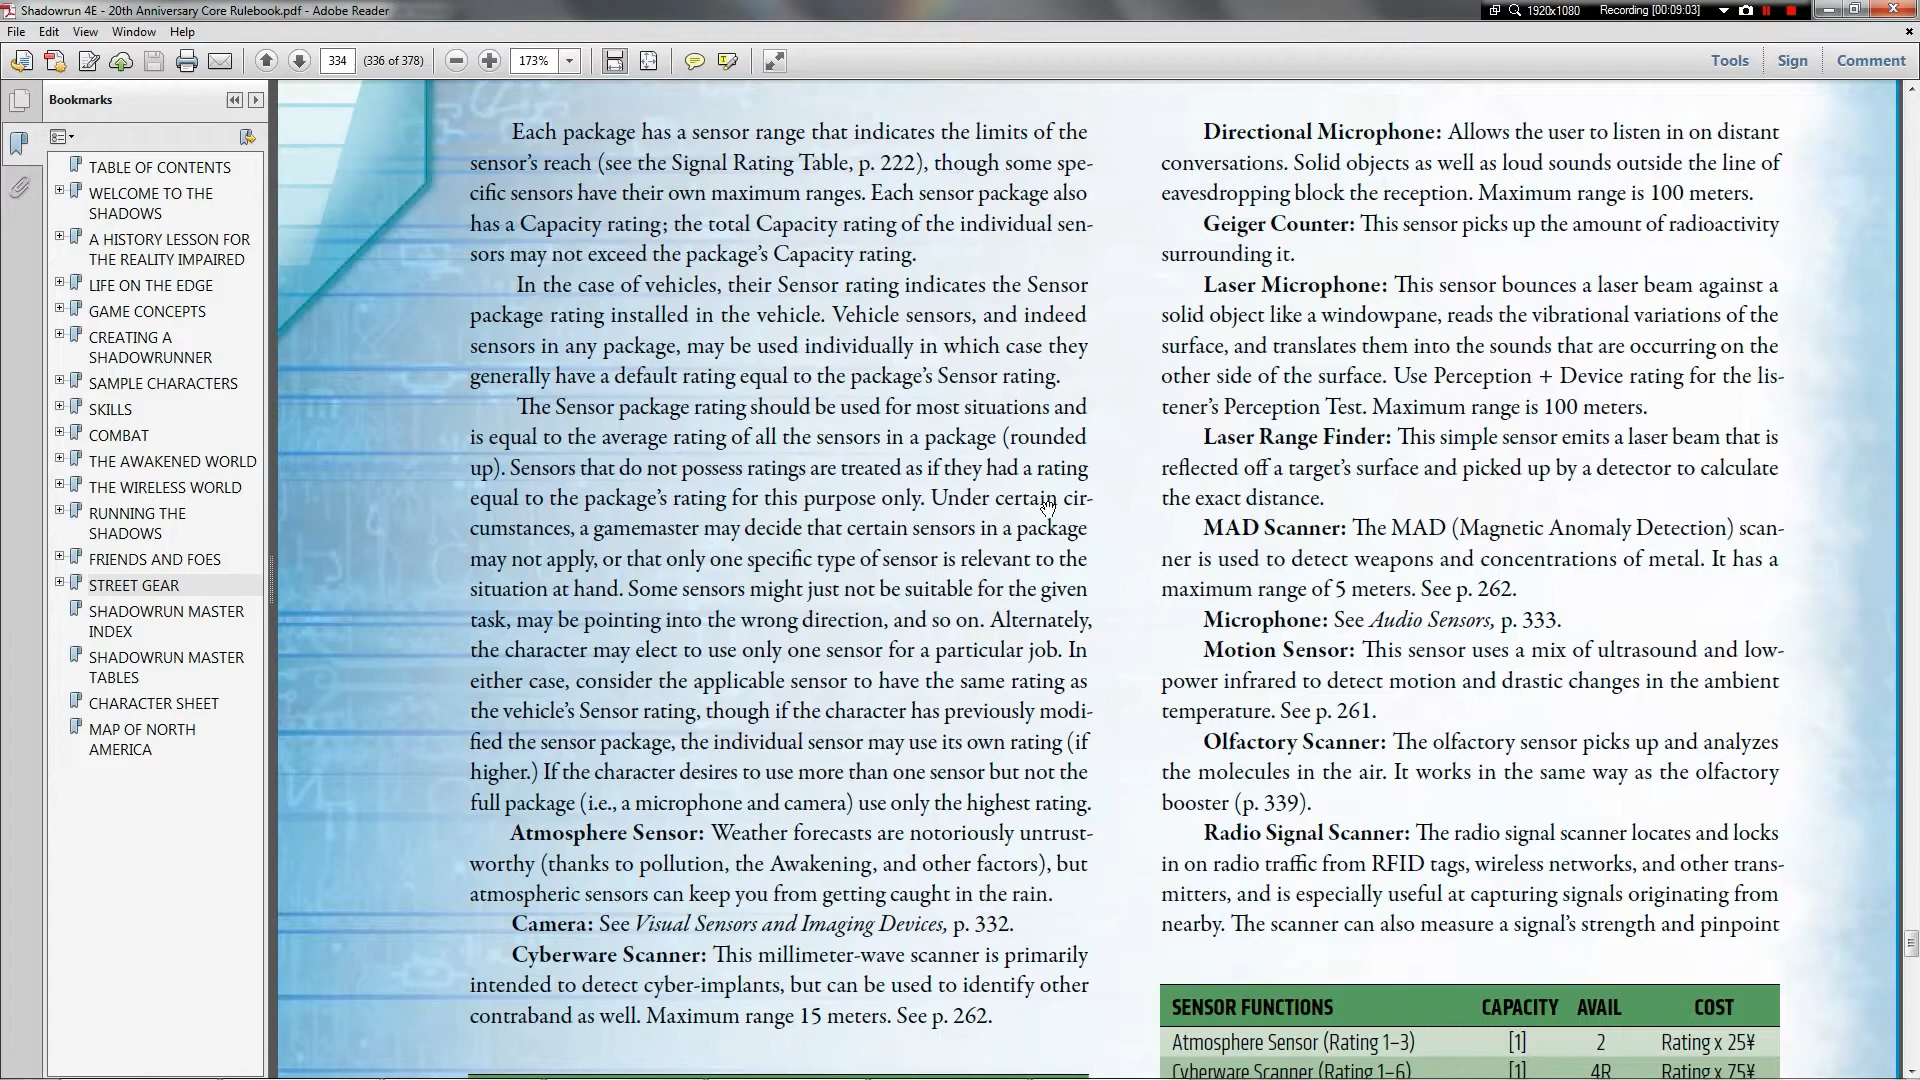 Shadowrun 4E - 20th Anniversary Core Rulebook.pdf - Adobe Reader
1920x1080
Recording [00:09:03]
File Edit View Window Help
334 (336 of 378) 173% Tools Sign Comment
Bookmarks
TABLE OF CONTENTS
WELCOME TO THE
SHADOWS
A HISTORY LESSON FOR
THE REALITY IMPAIRED
LIFE ON THE EDGE
GAME CONCEPTS
CREATING A
SHADOWRUNNER
SAMPLE CHARACTERS
SKILLS
COMBAT
THE AWAKENED WORLD
THE WIRELESS WORLD
RUNNING THE
SHADOWS
FRIENDS AND FOES
STREET GEAR
SHADOWRUN MASTER
INDEX
SHADOWRUN MASTER
TABLES
CHARACTER SHEET
MAP OF NORTH
AMERICA
Each package has a sensor range that indicates the limits of the
sensor's reach (see the Signal Rating Table, p. 222), though some spe-
cific sensors have their own maximum ranges. Each sensor package also
has a Capacity rating; the total Capacity rating of the individual sen-
sors may not exceed the package's Capacity rating.
In the case of vehicles, their Sensor rating indicates the Sensor
package rating installed in the vehicle. Vehicle sensors, and indeed
sensors in any package, may be used individually in which case they
generally have a default rating equal to the package's Sensor rating.
The Sensor package rating should be used for most situations and
is equal to the average rating of all the sensors in a package (rounded
up). Sensors that do not possess ratings are treated as if they had a rating
equal to the package's rating for this purpose only. Under certain cir-
cumstances, a gamemaster may decide that certain sensors in a package
may not apply, or that only one specific type of sensor is relevant to the
situation at hand. Some sensors might just not be suitable for the given
task, may be pointing into the wrong direction, and so on. Alternately,
the character may elect to use only one sensor for a particular job. In
either case, consider the applicable sensor to have the same rating as
the vehicle's Sensor rating, though if the character has previously modi-
fied the sensor package, the individual sensor may use its own rating (if
higher.) If the character desires to use more than one sensor but not the
full package (i.e., a microphone and camera) use only the highest rating.
Atmosphere Sensor: Weather forecasts are notoriously untrust-
worthy (thanks to pollution, the Awakening, and other factors), but
atmospheric sensors can keep you from getting caught in the rain.
Camera: See Visual Sensors and Imaging Devices, p. 332.
Cyberware Scanner: This millimeter-wave scanner is primarily
intended to detect cyber-implants, but can be used to identify other
contraband as well. Maximum range 15 meters. See p. 262.
Directional Microphone: Allows the user to listen in on distant
conversations. Solid objects as well as loud sounds outside the line of
eavesdropping block the reception. Maximum range is 100 meters.
Geiger Counter: This sensor picks up the amount of radioactivity
surrounding it.
Laser Microphone: This sensor bounces a laser beam against a
solid object like a windowpane, reads the vibrational variations of the
surface, and translates them into the sounds that are occurring on the
other side of the surface. Use Perception + Device rating for the lis-
tener's Perception Test. Maximum range is 100 meters.
Laser Range Finder: This simple sensor emits a laser beam that is
reflected off a target's surface and picked up by a detector to calculate
the exact distance.
MAD Scanner: The MAD (Magnetic Anomaly Detection) scan-
ner is used to detect weapons and concentrations of metal. It has a
maximum range of 5 meters. See p. 262.
Microphone: See Audio Sensors, p. 333.
Motion Sensor: This sensor uses a mix of ultrasound and low-
power infrared to detect motion and drastic changes in the ambient
temperature. See p. 261.
Olfactory Scanner: The olfactory sensor picks up and analyzes
the molecules in the air. It works in the same way as the olfactory
booster (p. 339).
Radio Signal Scanner: The radio signal scanner locates and locks
in on radio traffic from RFID tags, wireless networks, and other trans-
mitters, and is especially useful at capturing signals originating from
nearby. The scanner can also measure a signal's strength and pinpoint
SENSOR FUNCTIONS CAPACITY AVAIL COST
Atmosphere Sensor (Rating 1–3) [1] 2 Rating x 25¥
Cyberware Scanner (Rating 1–6) [1] 4R Rating x 75¥